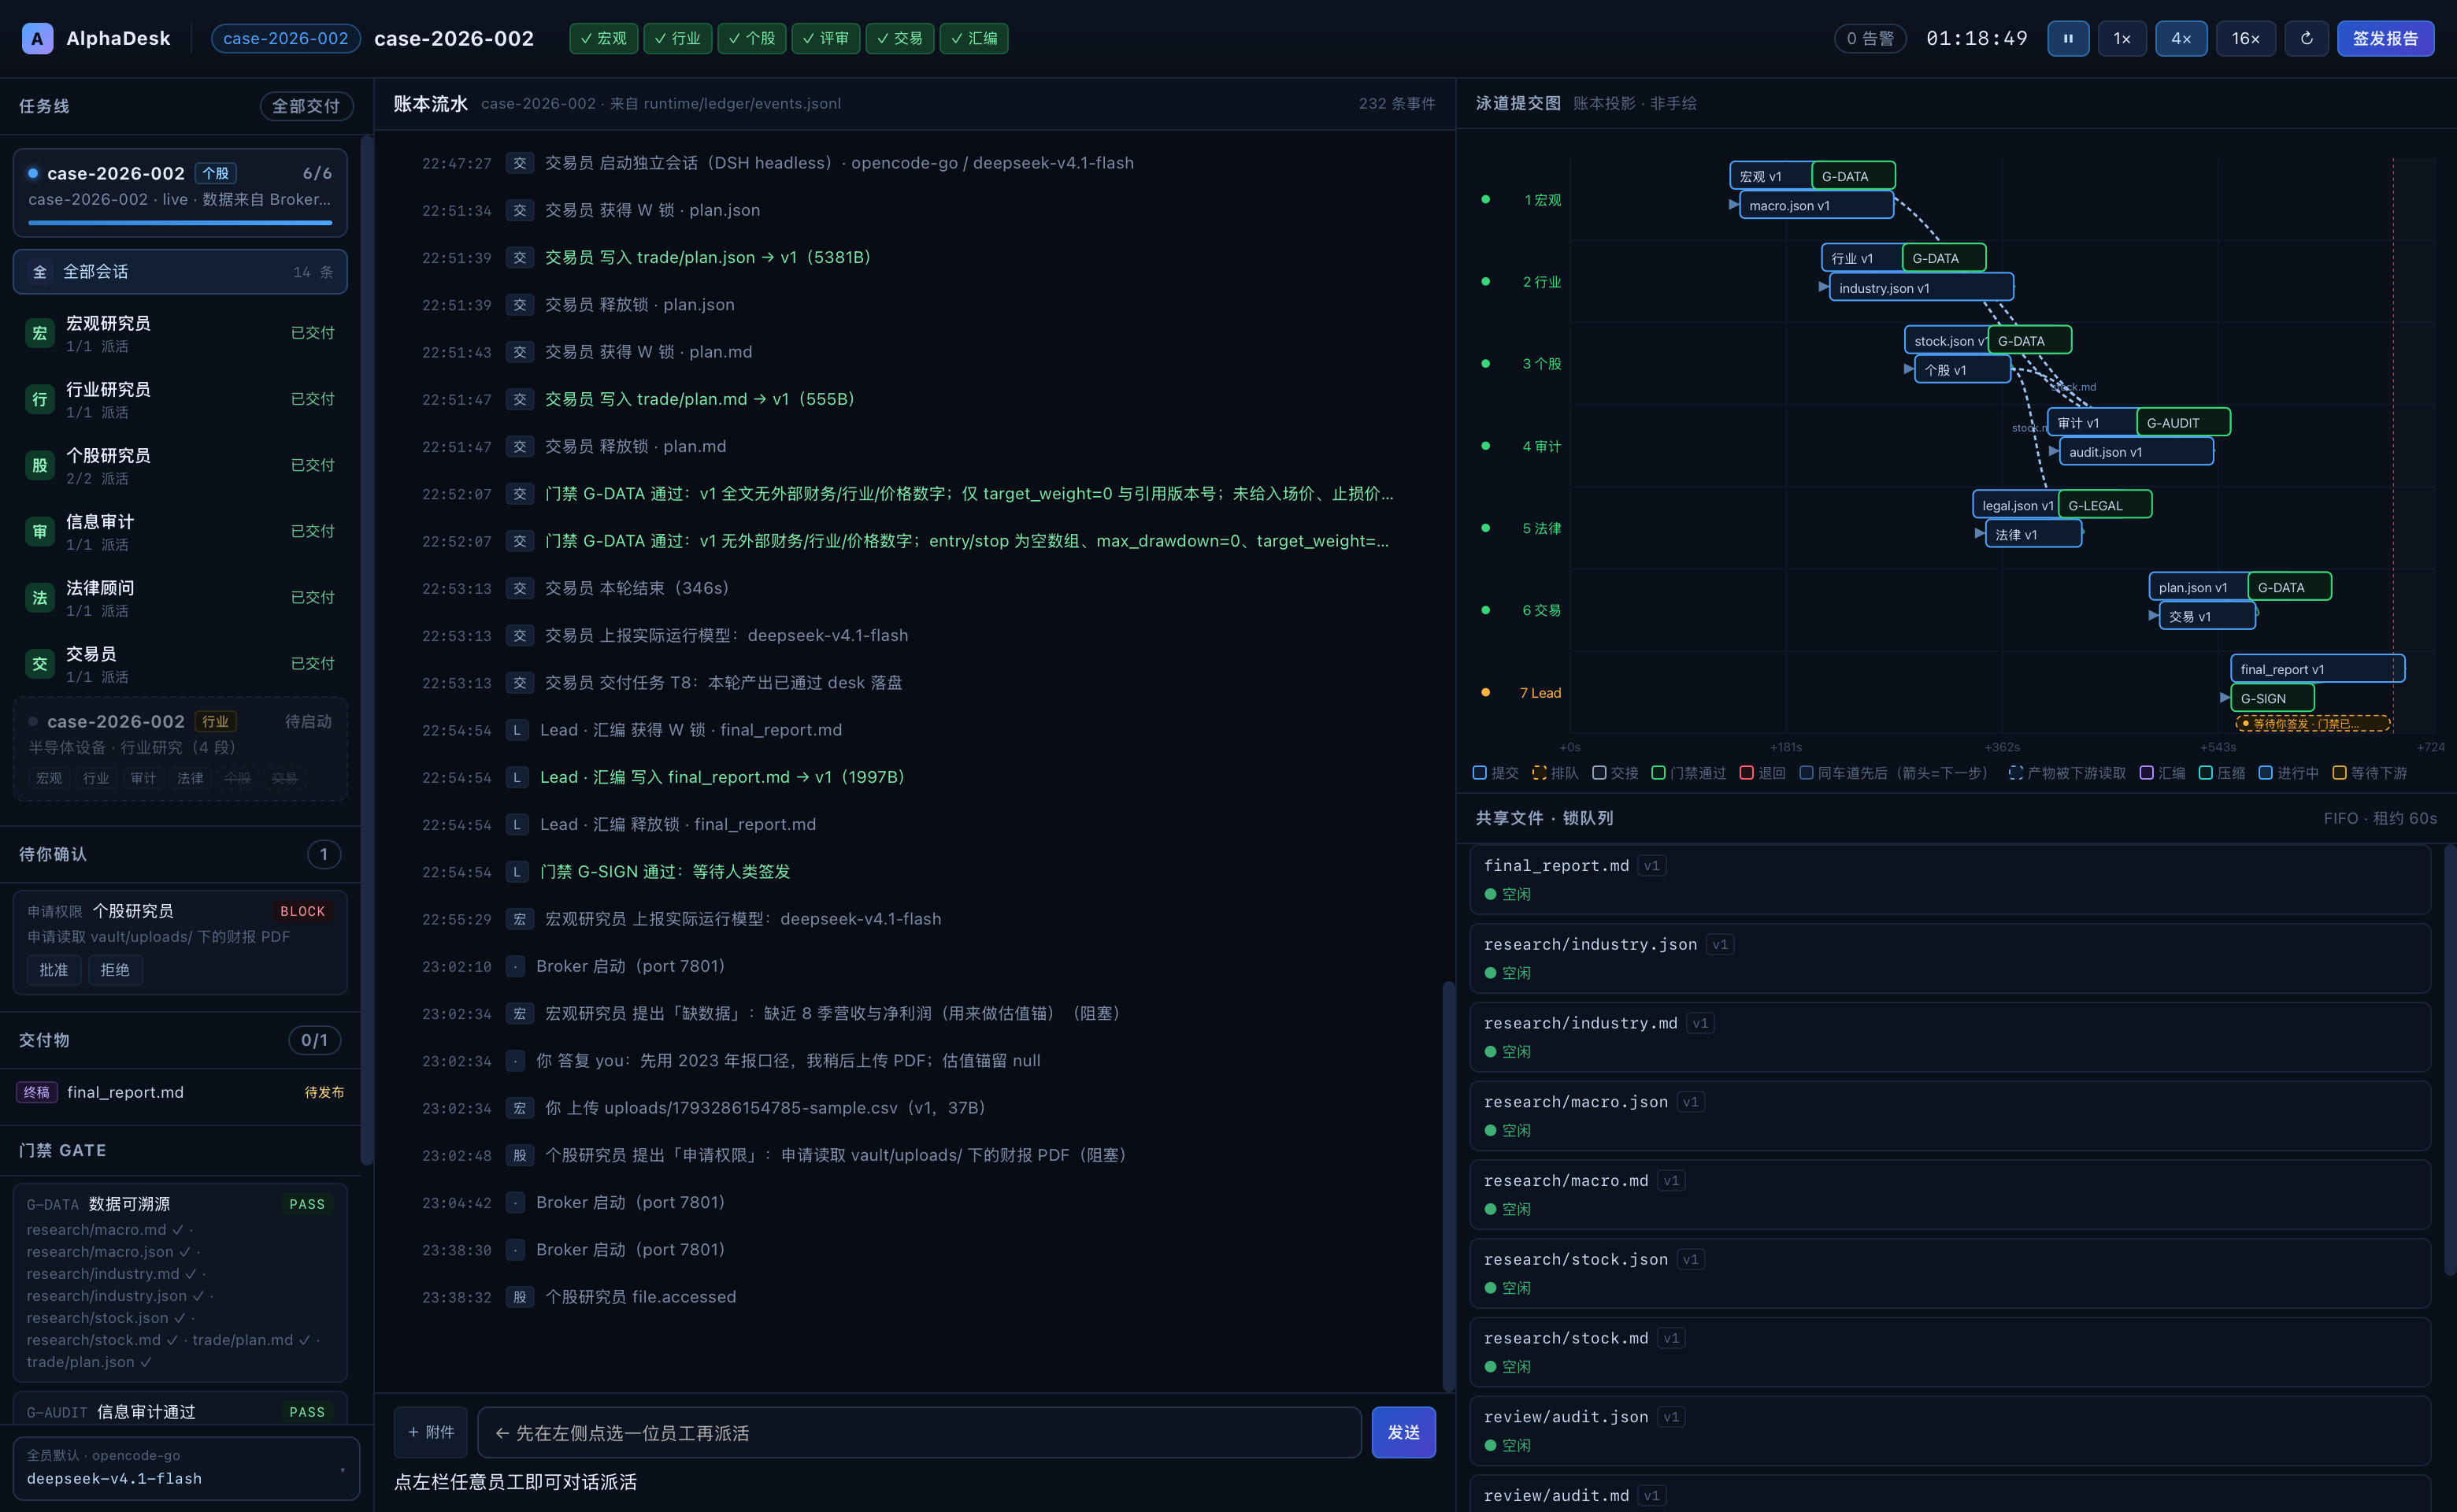 A AlphaDesk case-2026-002 case-2026-002 ✓ 宏观 ✓ 行业 ✓ 个股 ✓ 评审 ✓ 交易 ✓ 汇编 0 告警 01:18:49 1× 4× 16× ↻ 签发报告
任务线 全部交付
case-2026-002 个股 6/6
case-2026-002 · live · 数据来自 Broker...
全 全部会话 14 条
宏 宏观研究员 已交付
1/1 派活
行 行业研究员 已交付
1/1 派活
股 个股研究员 已交付
2/2 派活
审 信息审计 已交付
1/1 派活
法 法律顾问 已交付
1/1 派活
交 交易员 已交付
1/1 派活
case-2026-002 行业 待启动
半导体设备 · 行业研究（4 段）
宏观 行业 审计 法律 个股 交易
待你确认 1
申请权限 个股研究员 BLOCK
申请读取 vault/uploads/ 下的财报 PDF
批准 拒绝
交付物 0/1
终稿 final_report.md 待发布
门禁 GATE
G-DATA 数据可溯源 PASS
research/macro.md ✓ ·
research/macro.json ✓ ·
research/industry.md ✓ ·
research/industry.json ✓ ·
research/stock.json ✓ ·
research/stock.md ✓ · trade/plan.md ✓ ·
trade/plan.json ✓
G-AUDIT 信息审计通过 PASS
全员默认 · opencode-go
deepseek-v4.1-flash
账本流水 case-2026-002 · 来自 runtime/ledger/events.jsonl 232 条事件
22:47:27 交 交易员 启动独立会话（DSH headless）· opencode-go / deepseek-v4.1-flash
22:51:34 交 交易员 获得 W 锁 · plan.json
22:51:39 交 交易员 写入 trade/plan.json → v1（5381B）
22:51:39 交 交易员 释放锁 · plan.json
22:51:43 交 交易员 获得 W 锁 · plan.md
22:51:47 交 交易员 写入 trade/plan.md → v1（555B）
22:51:47 交 交易员 释放锁 · plan.md
22:52:07 交 门禁 G-DATA 通过：v1 全文无外部财务/行业/价格数字；仅 target_weight=0 与引用版本号；未给入场价、止损价...
22:52:07 交 门禁 G-DATA 通过：v1 无外部财务/行业/价格数字；entry/stop 为空数组、max_drawdown=0、target_weight=...
22:53:13 交 交易员 本轮结束（346s）
22:53:13 交 交易员 上报实际运行模型：deepseek-v4.1-flash
22:53:13 交 交易员 交付任务 T8：本轮产出已通过 desk 落盘
22:54:54 L Lead · 汇编 获得 W 锁 · final_report.md
22:54:54 L Lead · 汇编 写入 final_report.md → v1（1997B）
22:54:54 L Lead · 汇编 释放锁 · final_report.md
22:54:54 L 门禁 G-SIGN 通过：等待人类签发
22:55:29 宏 宏观研究员 上报实际运行模型：deepseek-v4.1-flash
23:02:10 · Broker 启动（port 7801）
23:02:34 宏 宏观研究员 提出「缺数据」：缺近 8 季营收与净利润（用来做估值锚）（阻塞）
23:02:34 · 你 答复 you：先用 2023 年报口径，我稍后上传 PDF；估值锚留 null
23:02:34 宏 你 上传 uploads/1793286154785-sample.csv（v1，37B）
23:02:48 股 个股研究员 提出「申请权限」：申请读取 vault/uploads/ 下的财报 PDF（阻塞）
23:04:42 · Broker 启动（port 7801）
23:38:30 · Broker 启动（port 7801）
23:38:32 股 个股研究员 file.accessed
+ 附件 ← 先在左侧点选一位员工再派活 发送
点左栏任意员工即可对话派活
泳道提交图 账本投影 · 非手绘
1 宏观 宏观 v1 G-DATA
macro.json v1
2 行业 行业 v1 G-DATA
industry.json v1
3 个股 stock.json v1 G-DATA
个股 v1
stock.md
4 审计 审计 v1 G-AUDIT
audit.json v1
5 法律 legal.json v1 G-LEGAL
法律 v1
6 交易 plan.json v1 G-DATA
交易 v1
7 Lead final_report v1
G-SIGN
等待你签发 · 门禁已...
+0s +181s +362s +543s +724
提交 排队 交接 门禁通过 退回 同车道先后（箭头=下一步） 产物被下游读取 汇编 压缩 进行中 等待下游
共享文件 · 锁队列 FIFO · 租约 60s
final_report.md v1
空闲
research/industry.json v1
空闲
research/industry.md v1
空闲
research/macro.json v1
空闲
research/macro.md v1
空闲
research/stock.json v1
空闲
research/stock.md v1
空闲
review/audit.json v1
空闲
review/audit.md v1